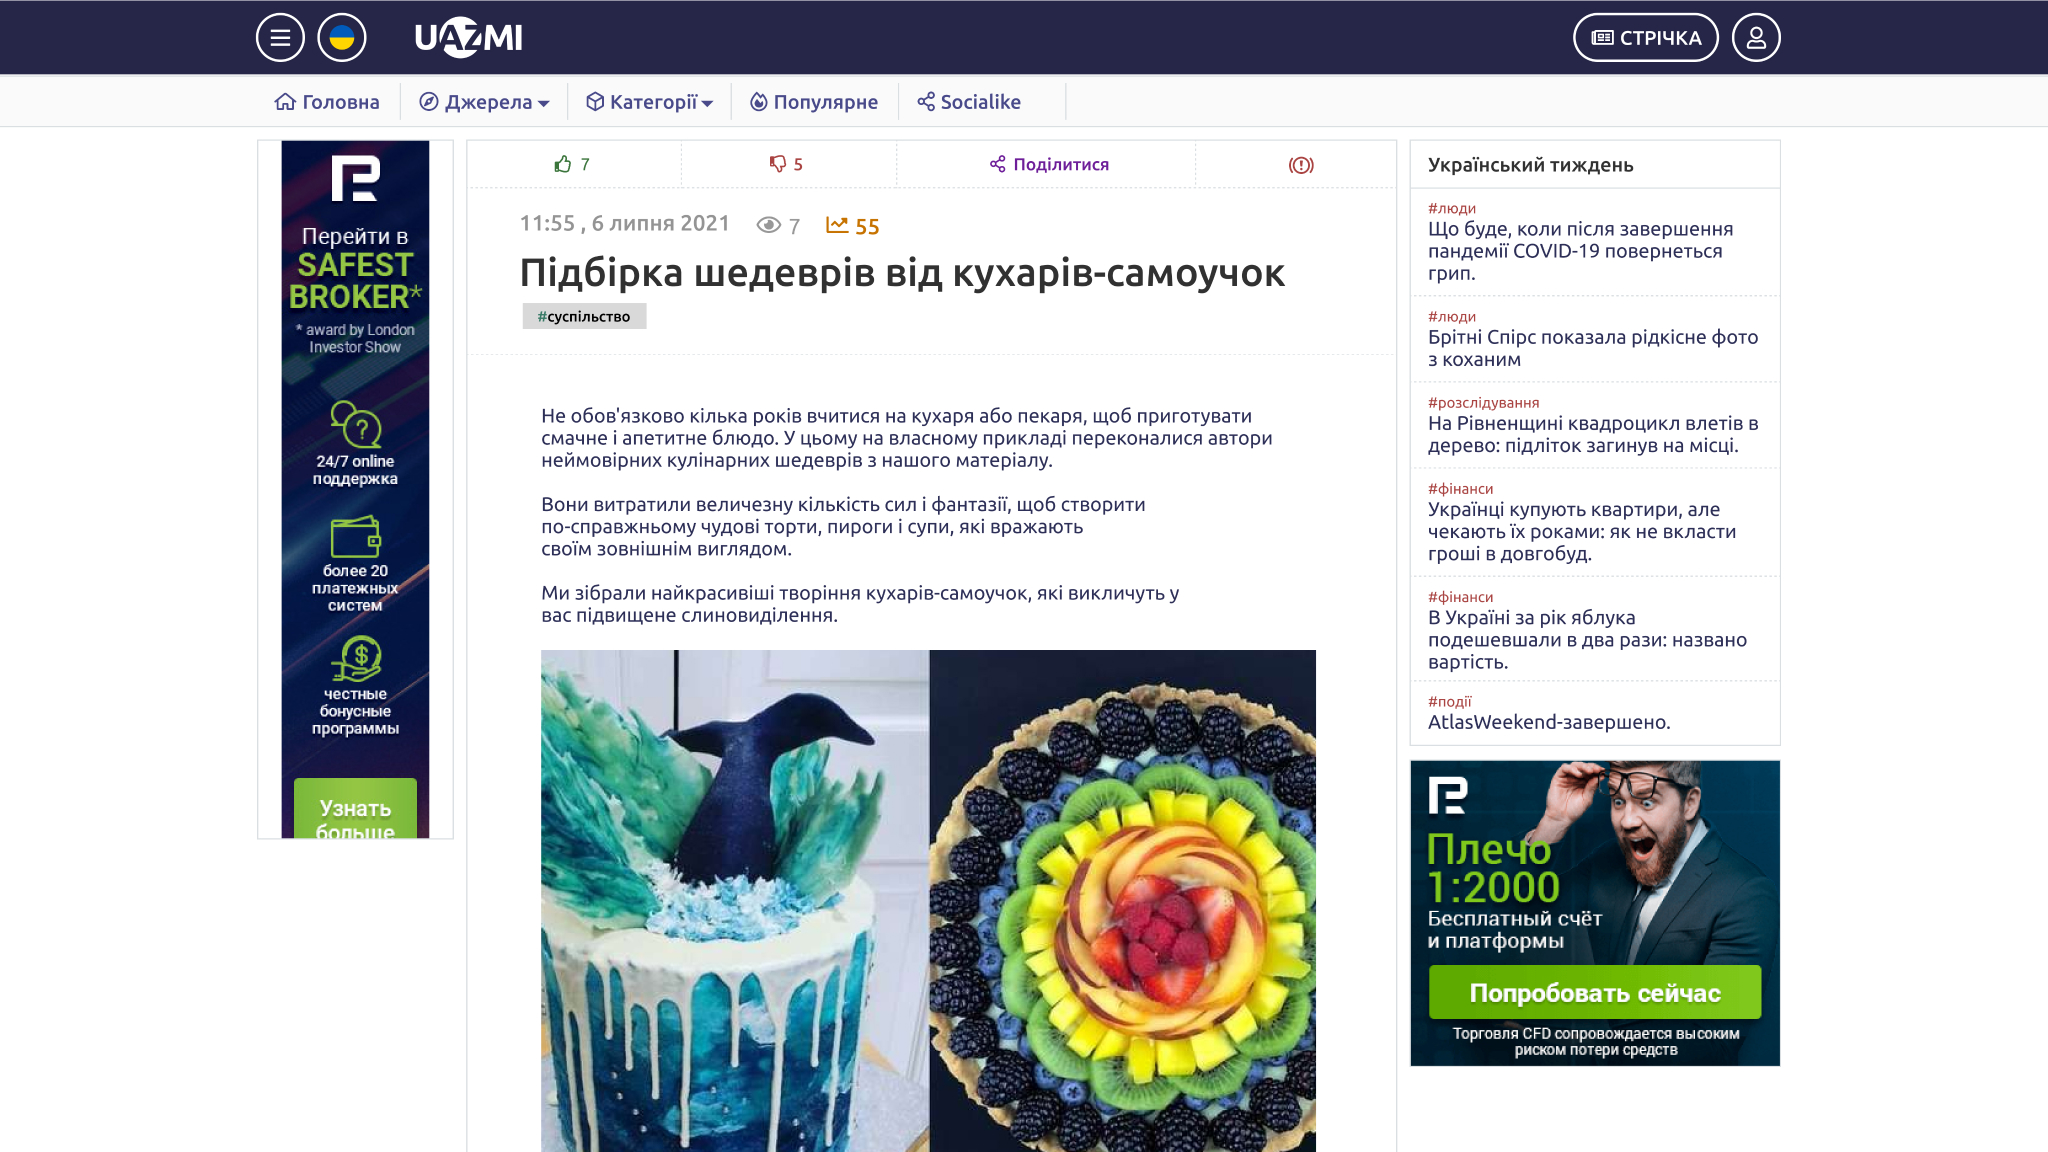 UAZMI
СТРІЧКА
Головна
Джерела
Категорії
Популярне
Socialike
Перейти в
SAFEST
BROKER*
* award by London
Investor Show
24/7 online
поддержка
более 20
платежных
систем
честные
бонусные
программы
Узнать
больше
7
5
Поділитися
11:55 , 6 липня 2021
7
55
Підбірка шедеврів від кухарів-самоучок
#суспільство
Не обов'язково кілька років вчитися на кухаря або пекаря, щоб приготувати
смачне і апетитне блюдо. У цьому на власному прикладі переконалися автори
неймовірних кулінарних шедеврів з нашого матеріалу.
Вони витратили величезну кількість сил і фантазії, щоб створити
по-справжньому чудові торти, пироги і супи, які вражають
своїм зовнішнім виглядом.
Ми зібрали найкрасивіші творіння кухарів-самоучок, які викличуть у
вас підвищене слиновиділення.
Український тиждень
#люди
Що буде, коли після завершення
пандемії COVID-19 повернеться
грип.
#люди
Брітні Спірс показала рідкісне фото
з коханим
#розслідування
На Рівненщині квадроцикл влетів в
дерево: підліток загинув на місці.
#фінанси
Українці купують квартири, але
чекають їх роками: як не вкласти
гроші в довгобуд.
#фінанси
В Україні за рік яблука
подешевшали в два рази: названо
вартість.
#події
AtlasWeekend-завершено.
Плечо
1:2000
Бесплатный счёт
и платформы
Попробовать сейчас
Торговля CFD сопровождается высоким
риском потери средств